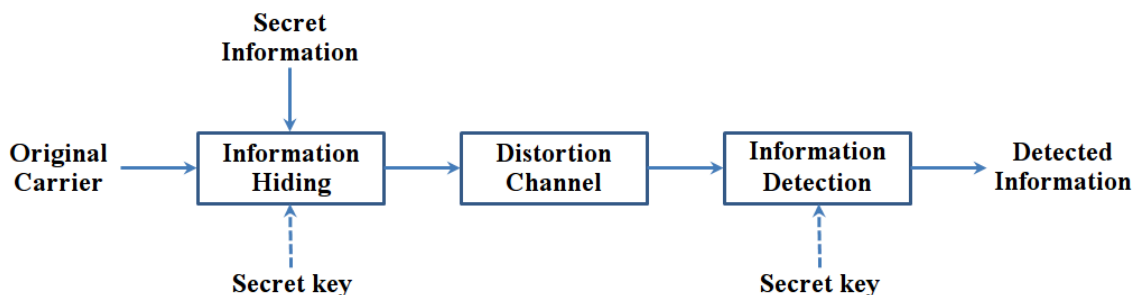 Secret
Information
Original
Carrier
Information
Hiding
Distortion
Channel
Information
Detection
Detected
Information
Secret key
Secret key